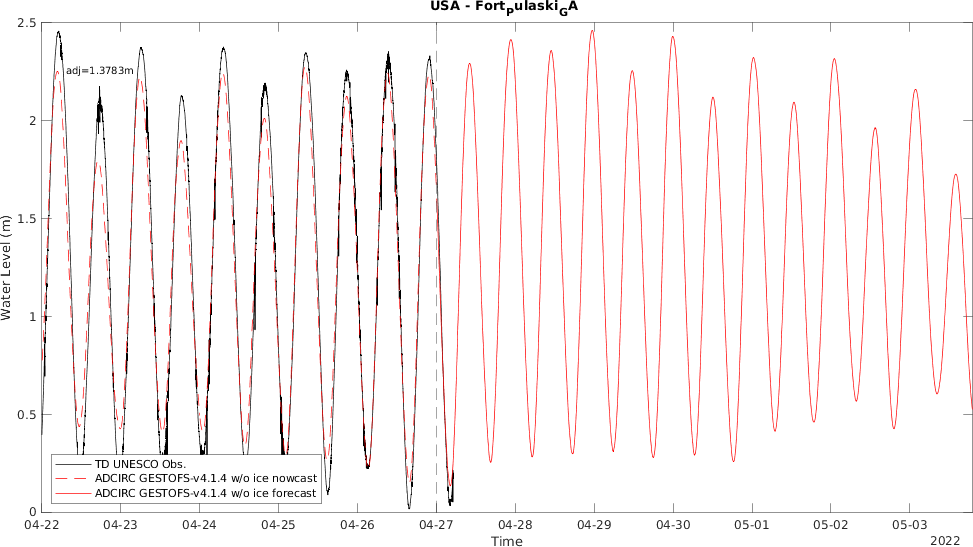 USA - Fort_Pulaski_GA
2.5
adj=1.3783m
2
1.5
Water Level (m)
1
0.5
TD UNESCO Obs.
ADCIRC GESTOFS-v4.1.4 w/o ice nowcast
ADCIRC GESTOFS-v4.1.4 w/o ice forecast
0
04-22 04-23 04-24 04-25 04-26 04-27 04-28 04-29 04-30 05-01 05-02 05-03
Time
2022